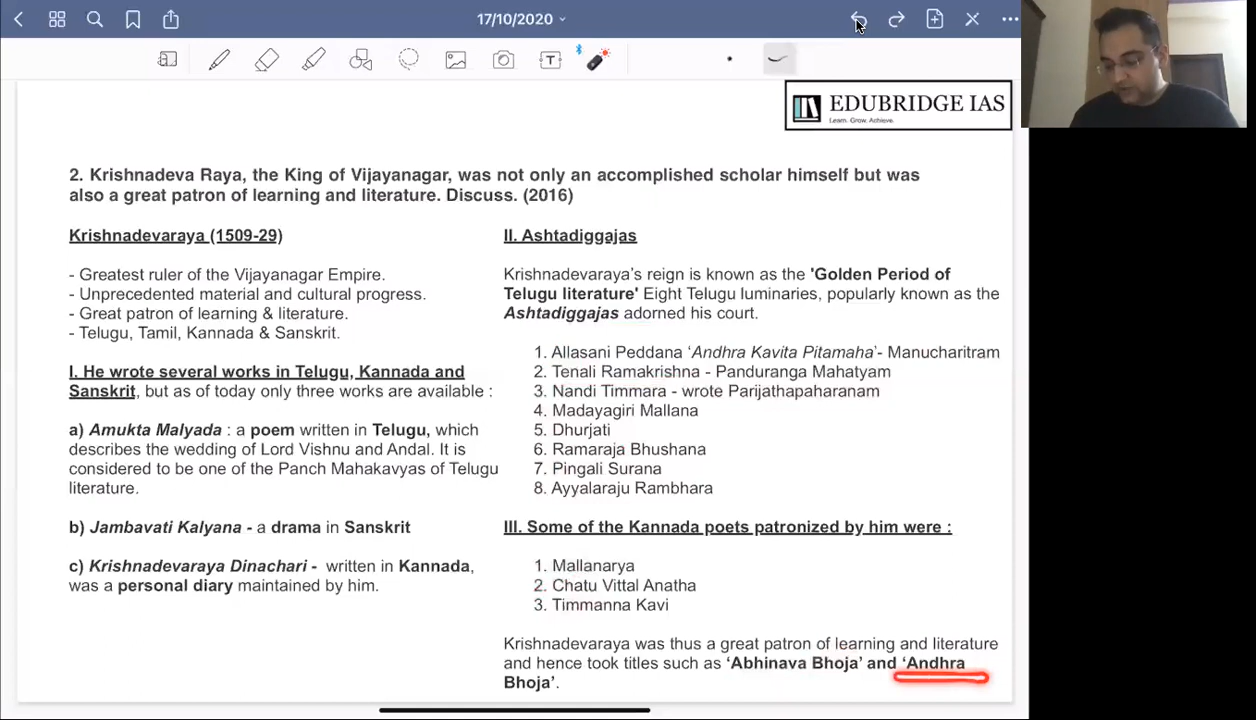 17/10/2020
EDUBRIDGE IAS
Learn. Grow. Achieve.
2. Krishnadeva Raya, the King of Vijayanagar, was not only an accomplished scholar himself but was
also a great patron of learning and literature. Discuss. (2016)
Krishnadevaraya (1509-29)
- Greatest ruler of the Vijayanagar Empire.
- Unprecedented material and cultural progress.
- Great patron of learning & literature.
- Telugu, Tamil, Kannada & Sanskrit.
I. He wrote several works in Telugu, Kannada and
Sanskrit, but as of today only three works are available :
a) Amukta Malyada : a poem written in Telugu, which
describes the wedding of Lord Vishnu and Andal. It is
considered to be one of the Panch Mahakavyas of Telugu
literature.
b) Jambavati Kalyana - a drama in Sanskrit
c) Krishnadevaraya Dinachari - written in Kannada,
was a personal diary maintained by him.
II. Ashtadiggajas
Krishnadevaraya's reign is known as the 'Golden Period of
Telugu literature' Eight Telugu luminaries, popularly known as the
Ashtadiggajas adorned his court.
1. Allasani Peddana ‘Andhra Kavita Pitamaha’- Manucharitram
2. Tenali Ramakrishna - Panduranga Mahatyam
3. Nandi Timmara - wrote Parijathapaharanam
4. Madayagiri Mallana
5. Dhurjati
6. Ramaraja Bhushana
7. Pingali Surana
8. Ayyalaraju Rambhara
III. Some of the Kannada poets patronized by him were :
1. Mallanarya
2. Chatu Vittal Anatha
3. Timmanna Kavi
Krishnadevaraya was thus a great patron of learning and literature
and hence took titles such as ‘Abhinava Bhoja’ and ‘Andhra
Bhoja’.